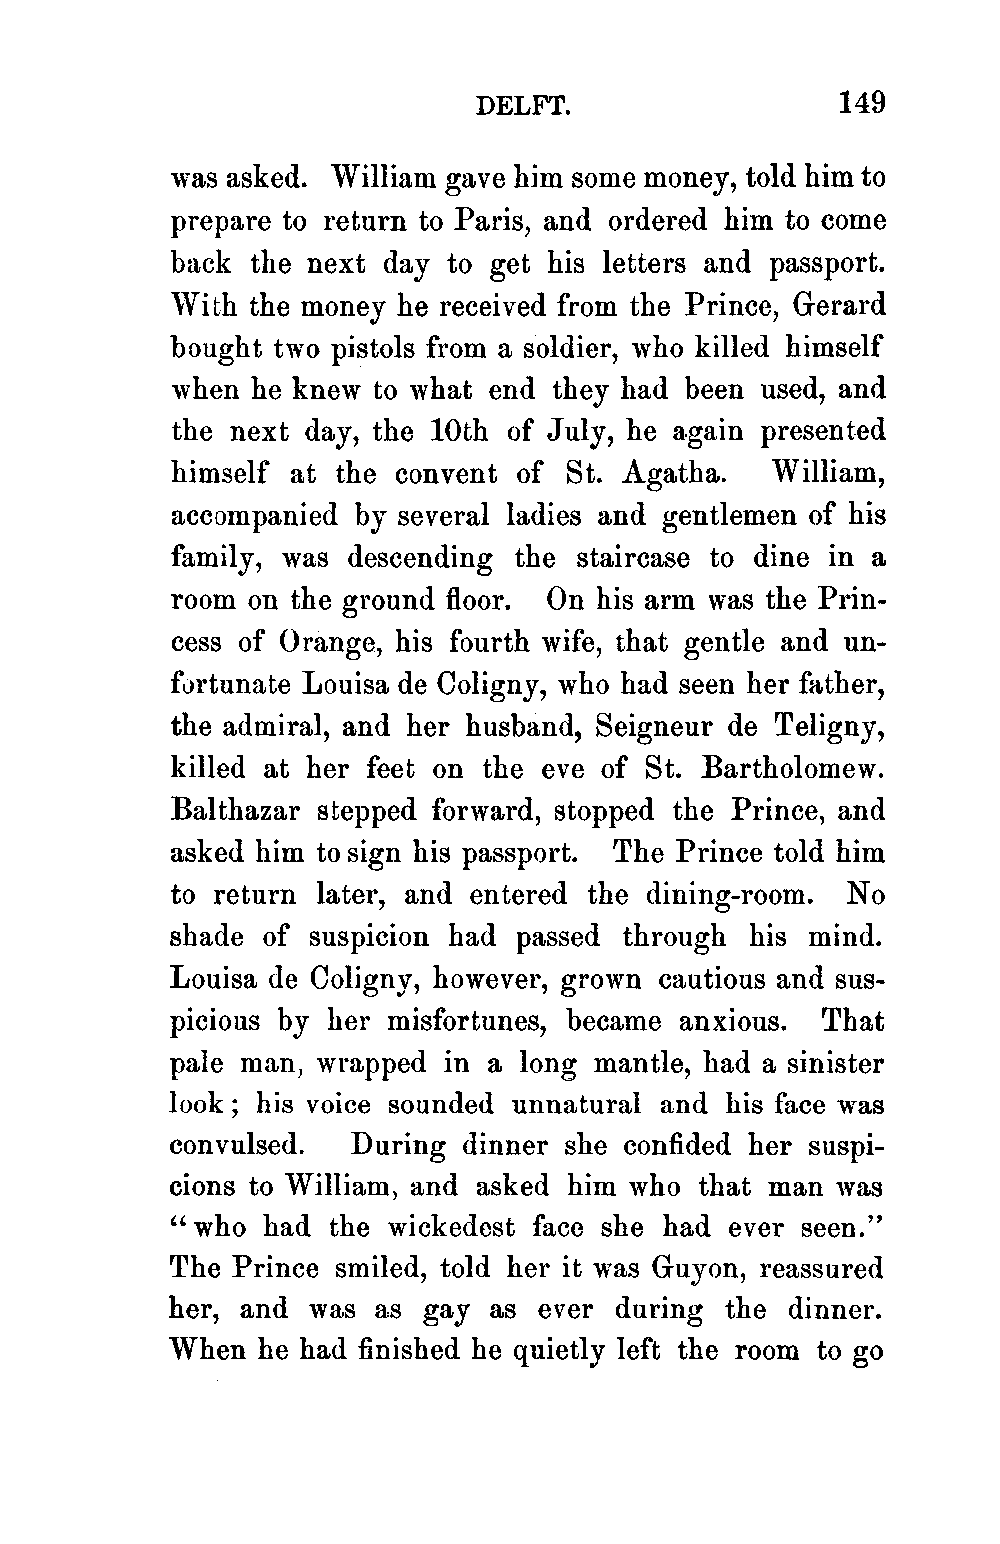 DELFT. 149
was asked. William gave him some money, told him to
prepare to return to Paris, and ordered him to come
back the next day to get his letters and passport.
With the money he received from the Prince, Gerard
bought two pistols from a soldier, who killed himself
when he knew to what end they had been used, and
the next day, the 10th of July, he again presented
himself at the convent of St. Agatha. William,
accompanied by several ladies and gentlemen of his
family, was descending the staircase to dine in a
room on the ground floor. On his arm was the Prin-
cess of Orange, his fourth wife, that gentle and un-
fortunate Louisa de Coligny, who had seen her father,
the admiral, and her husband, Seigneur de Teligny,
killed at her feet on the eve of St. Bartholomew.
Balthazar stepped forward, stopped the Prince, and
asked him to sign his passport. The Prince told him
to return later, and entered the dining-room. No
shade of suspicion had passed through his mind.
Louisa de Coligny, however, grown cautious and sus-
picious by her misfortunes, became anxious. That
pale man, wrapped in a long mantle, had a sinister
look; his voice sounded unnatural and his face was
convulsed. During dinner she confided her suspi-
cions to William, and asked him who that man was
“who had the wickedest face she had ever seen.”
The Prince smiled, told her it was Guyon, reassured
her, and was as gay as ever during the dinner.
When he had finished he quietly left the room to go